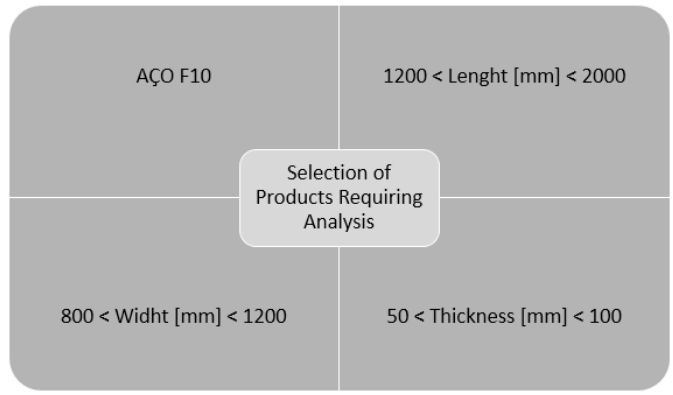 AÇO F10
1200 < Lenght [mm] < 2000
Selection of
Products Requiring
Analysis
800 < Widht [mm] < 1200
50 < Thickness [mm] < 100